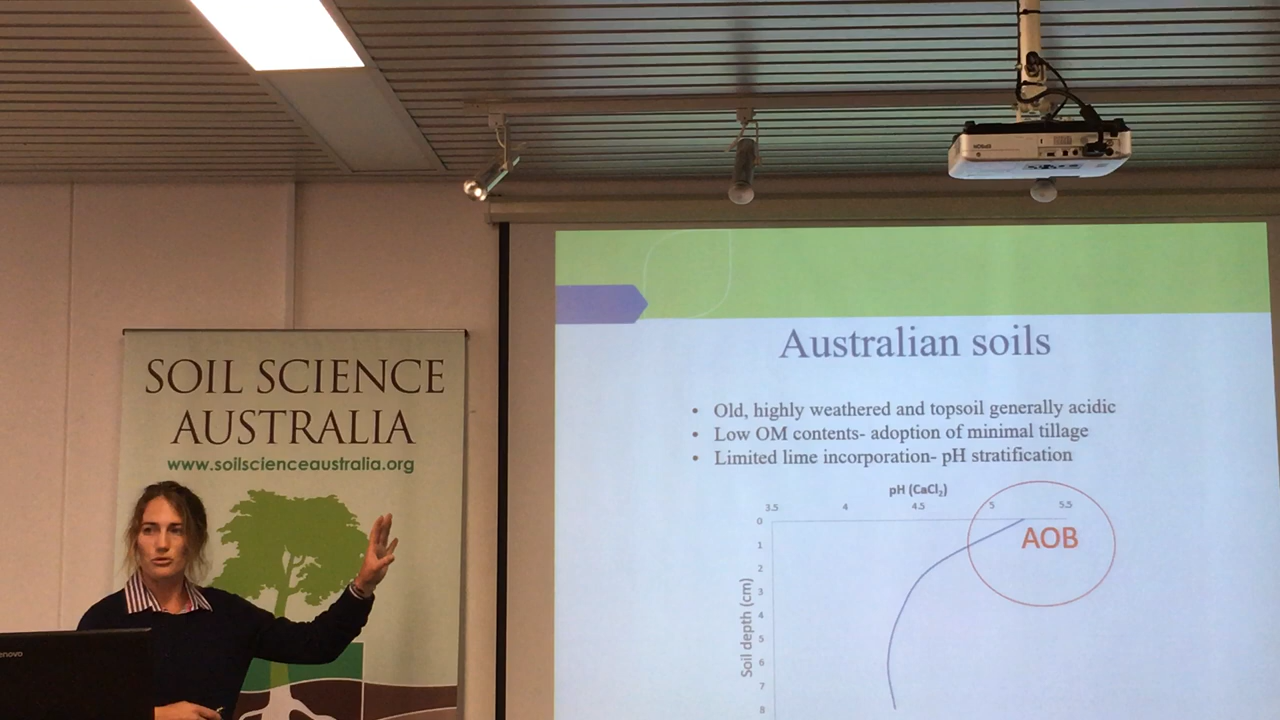 SOIL SCIENCE
AUSTRALIA
www.soilscienceaustralia.org
enovo
EPSON
Australian soils
• Old, highly weathered and topsoil generally acidic
• Low OM contents- adoption of minimal tillage
• Limited lime incorporation- pH stratification
pH (CaCl₂)
3.5 4 4.5 5 5.5
AOB
Soil depth (cm)
0
1
2
3
4
5
6
7
8